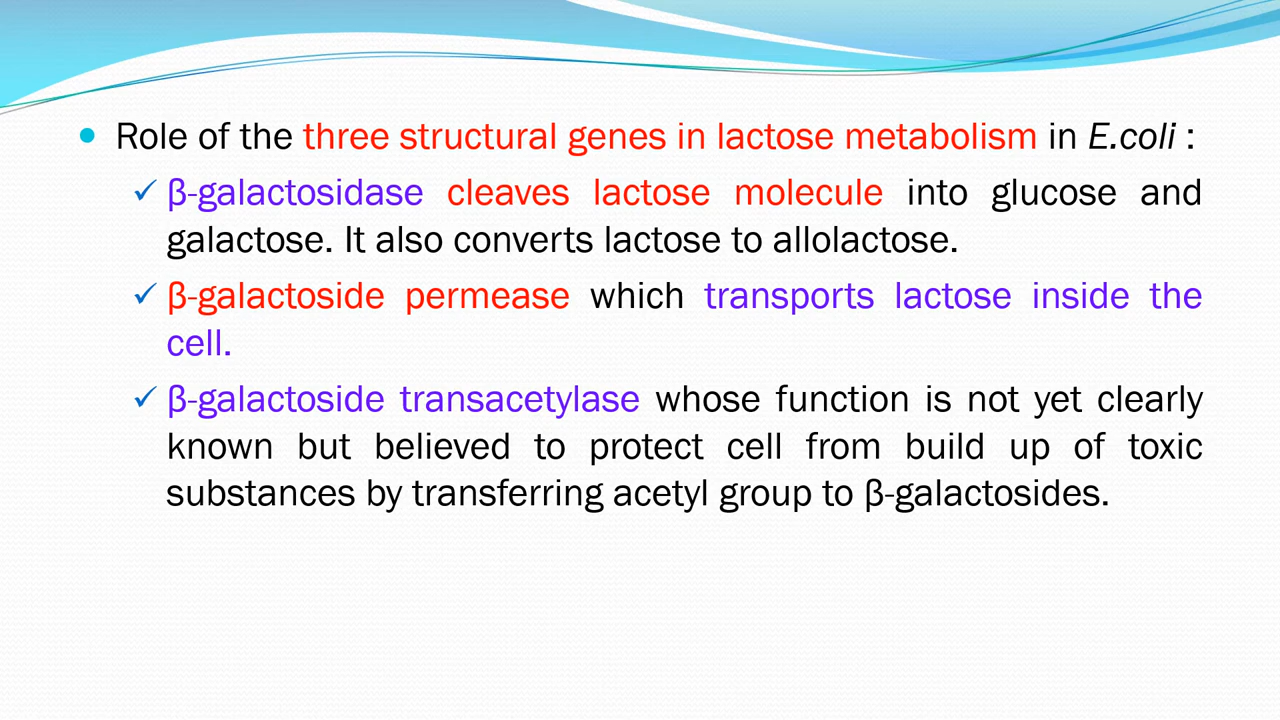 Role of the three structural genes in lactose metabolism in E.coli :
β-galactosidase cleaves lactose molecule into glucose and
galactose. It also converts lactose to allolactose.
β-galactoside permease which transports lactose inside the
cell.
β-galactoside transacetylase whose function is not yet clearly
known but believed to protect cell from build up of toxic
substances by transferring acetyl group to β-galactosides.